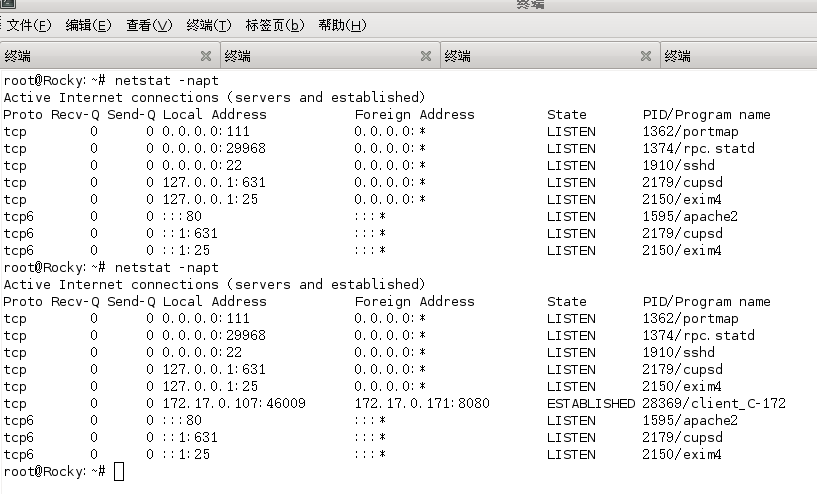 终端
文件(F) 编辑(E) 查看(V) 终端(T) 标签页(b) 帮助(H)
终端 终端 终端 终端
root@Rocky:~# netstat -napt
Active Internet connections (servers and established)
Proto Recv-Q Send-Q Local Address Foreign Address State PID/Program name
tcp 0 0 0.0.0.0:111 0.0.0.0:* LISTEN 1362/portmap
tcp 0 0 0.0.0.0:29968 0.0.0.0:* LISTEN 1374/rpc.statd
tcp 0 0 0.0.0.0:22 0.0.0.0:* LISTEN 1910/sshd
tcp 0 0 127.0.0.1:631 0.0.0.0:* LISTEN 2179/cupsd
tcp 0 0 127.0.0.1:25 0.0.0.0:* LISTEN 2150/exim4
tcp6 0 0 :::80 :::* LISTEN 1595/apache2
tcp6 0 0 ::1:631 :::* LISTEN 2179/cupsd
tcp6 0 0 ::1:25 :::* LISTEN 2150/exim4
root@Rocky:~# netstat -napt
Active Internet connections (servers and established)
Proto Recv-Q Send-Q Local Address Foreign Address State PID/Program name
tcp 0 0 0.0.0.0:111 0.0.0.0:* LISTEN 1362/portmap
tcp 0 0 0.0.0.0:29968 0.0.0.0:* LISTEN 1374/rpc.statd
tcp 0 0 0.0.0.0:22 0.0.0.0:* LISTEN 1910/sshd
tcp 0 0 127.0.0.1:631 0.0.0.0:* LISTEN 2179/cupsd
tcp 0 0 127.0.0.1:25 0.0.0.0:* LISTEN 2150/exim4
tcp 0 0 172.17.0.107:46009 172.17.0.171:8080 ESTABLISHED 28369/client_C-172
tcp6 0 0 :::80 :::* LISTEN 1595/apache2
tcp6 0 0 ::1:631 :::* LISTEN 2179/cupsd
tcp6 0 0 ::1:25 :::* LISTEN 2150/exim4
root@Rocky:~#